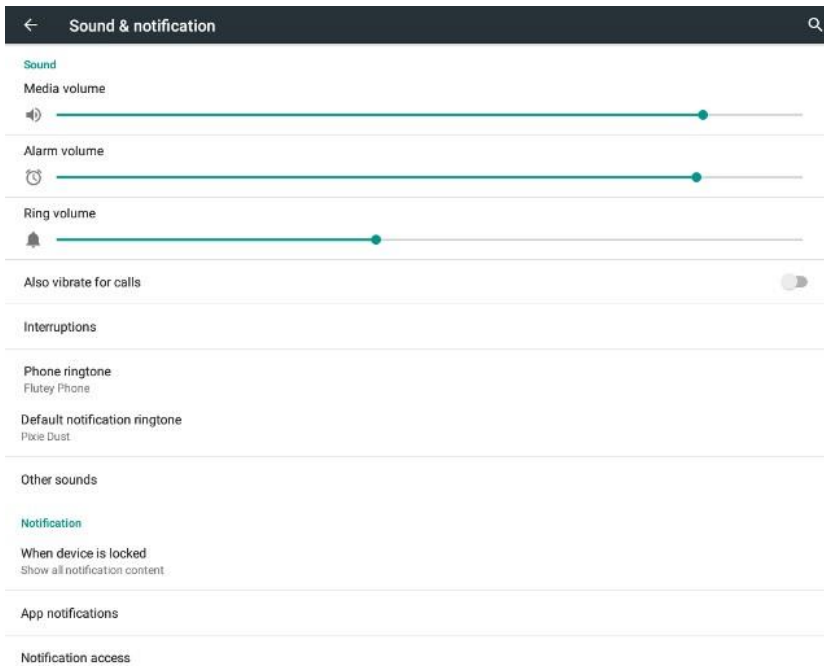 Sound & notification
Sound
Media volume
Alarm volume
Ring volume
Also vibrate for calls
Interruptions
Phone ringtone
Flutey Phone
Default notification ringtone
Pixie Dust
Other sounds
Notification
When device is locked
Show all notification content
App notifications
Notification access